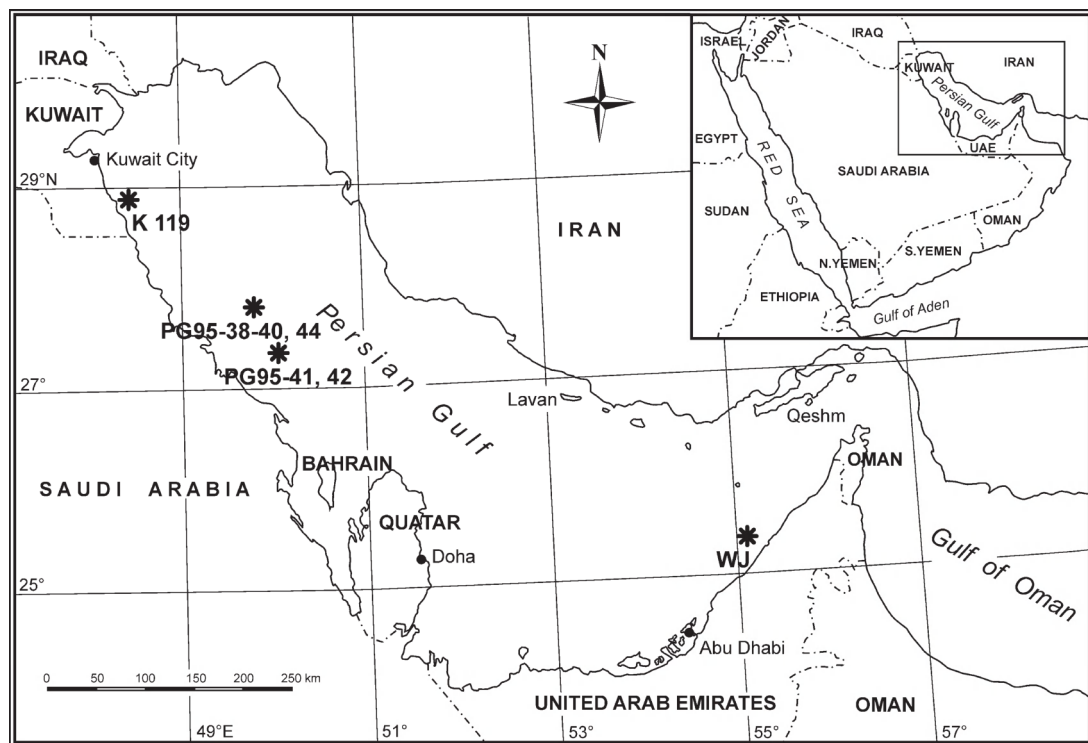 IRAQ
KUWAIT
Kuwait City
29°N
K 119
N
IRAN
PG95-38-40, 44
PG95-41, 42
27°
Persian Gulf
Lavan
Qeshm
BAHRAIN
OMAN
SAUDI ARABIA
QUATAR
Doha
WJ
Gulf of Oman
25°
Abu Dhabi
0 50 100 150 200 250 km
UNITED ARAB EMIRATES
OMAN
49°E
51°
53°
55°
57°
ISRAEL
JORDAN
IRAQ
KUWAIT
IRAN
Persian Gulf
EGYPT
RED SEA
UAE
SAUDI ARABIA
SUDAN
OMAN
S.YEMEN
N.YEMEN
ETHIOPIA
Gulf of Aden